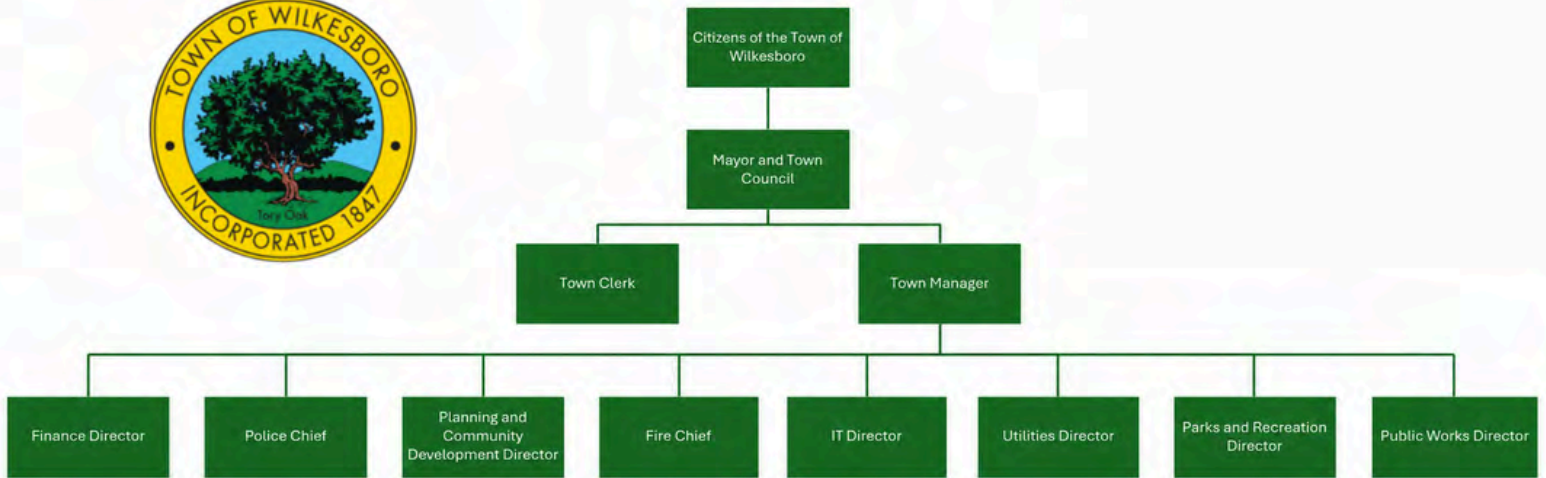 TOWN OF WILKESBORO
Tory Oak
INCORPORATED 1847
Citizens of the Town of
Wilkesboro
Mayor and Town
Council
Town Clerk
Town Manager
Finance Director
Police Chief
Planning and
Community
Development Director
Fire Chief
IT Director
Utilities Director
Parks and Recreation
Director
Public Works Director